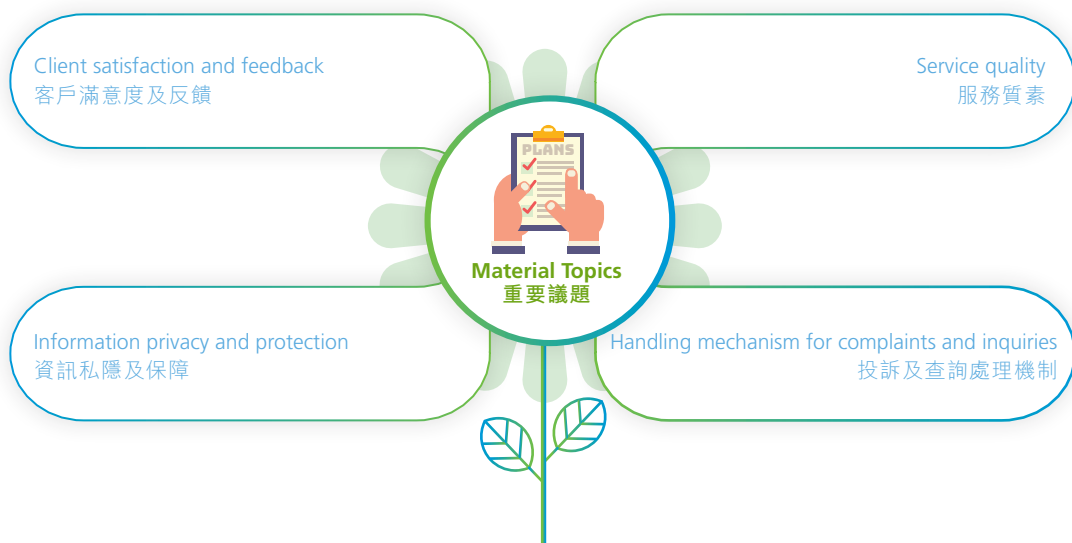 Client satisfaction and feedback
客戶滿意度及反饋
Service quality
服務質素
PLANS
Material Topics
重要議題
Information privacy and protection
資訊私隱及保障
Handling mechanism for complaints and inquiries
投訴及查詢處理機制